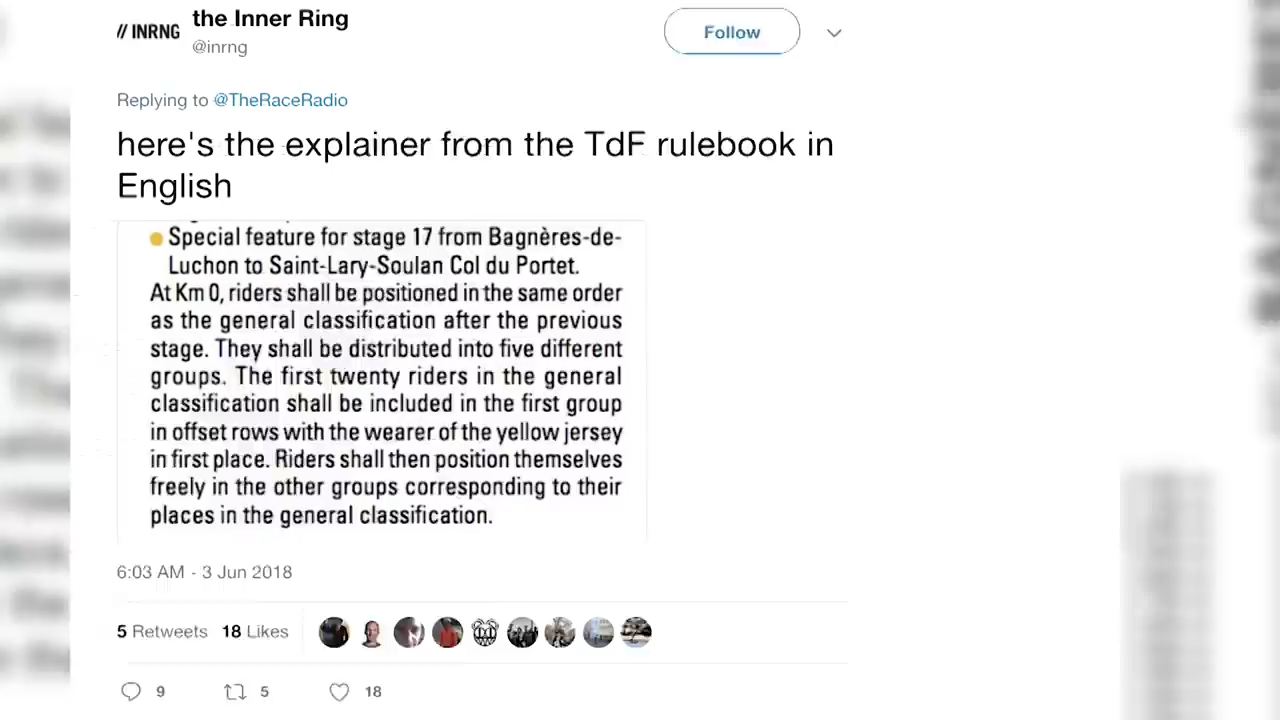 // INRNG
the Inner Ring
@inrng
Follow
Replying to @TheRaceRadio
here's the explainer from the TdF rulebook in
English
Special feature for stage 17 from Bagnères-de-
Luchon to Saint-Lary-Soulan Col du Portet.
At Km 0, riders shall be positioned in the same order
as the general classification after the previous
stage. They shall be distributed into five different
groups. The first twenty riders in the general
classification shall be included in the first group
in offset rows with the wearer of the yellow jersey
in first place. Riders shall then position themselves
freely in the other groups corresponding to their
places in the general classification.
6:03 AM - 3 Jun 2018
5 Retweets 18 Likes
9 5 18